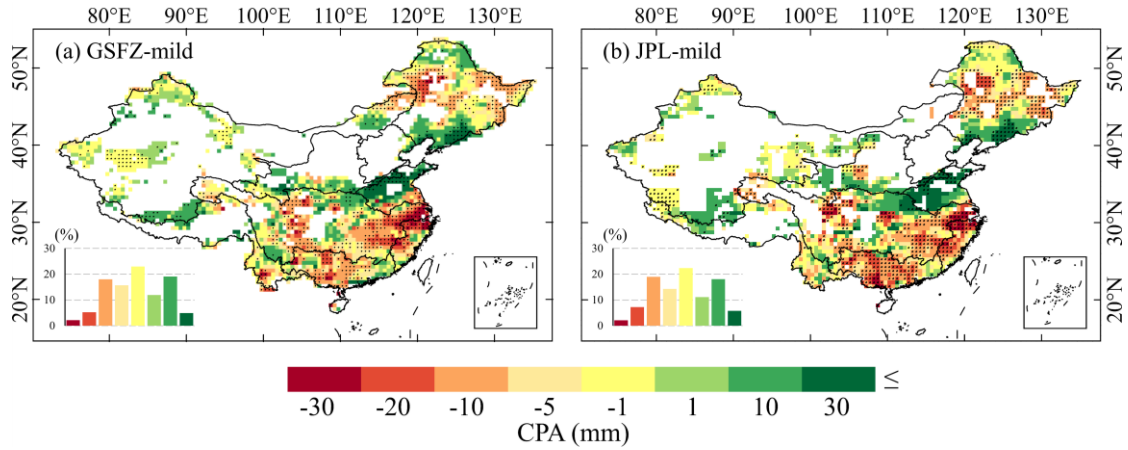 80°E 90°E 100°E 110°E 120°E 130°E 80°E 90°E 100°E 110°E 120°E 130°E
(a) GSFZ-mild (b) JPL-mild
50°N 50°N
40°N 40°N
30°N 30°N
20°N 20°N
(%) (%)
30 30
20 20
10 10
0 0
≤
-30 -20 -10 -5 -1 1 10 30
CPA (mm)